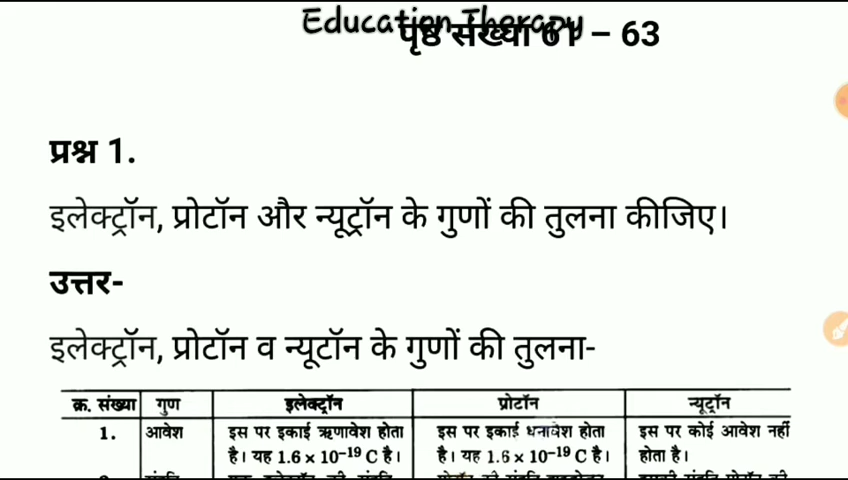 Education Therapy
पृष्ठ संख्या 61 – 63
प्रश्न 1.
इलेक्ट्रॉन, प्रोटॉन और न्यूट्रॉन के गुणों की तुलना कीजिए।
उत्तर-
इलेक्ट्रॉन, प्रोटॉन व न्यूटॉन के गुणों की तुलना-
क्र. संख्या गुण इलेक्ट्रॉन प्रोटॉन न्यूट्रॉन
1. आवेश इस पर इकाई ऋणावेश होता इस पर इकाई धनावेश होता इस पर कोई आवेश नहीं
है। यह 1.6 × 10⁻¹⁹ C है। है। यह 1.6 × 10⁻¹⁹ C है। होता है।